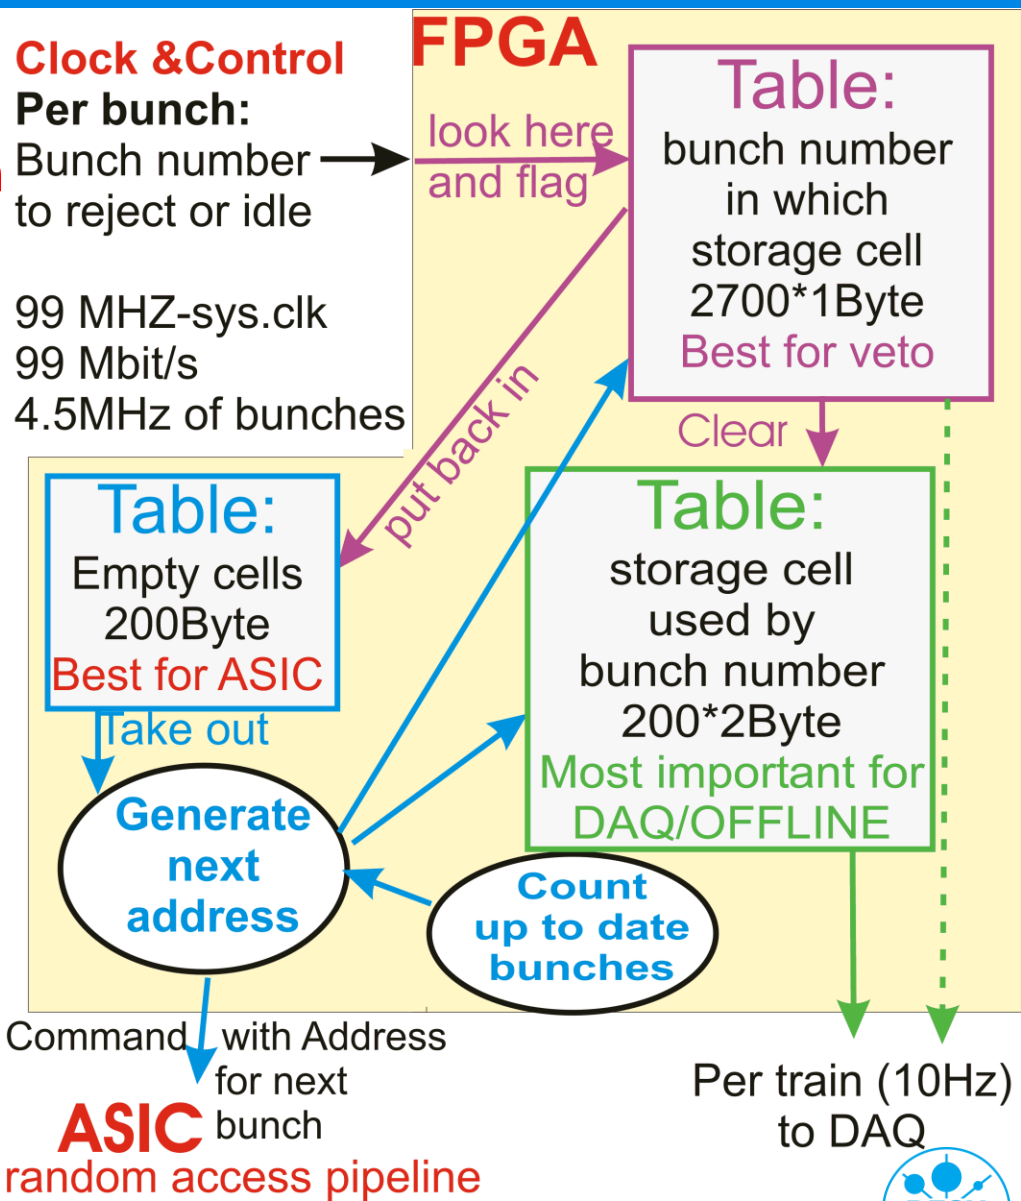 FPGA
Clock &Control
Per bunch:
Bunch number
to reject or idle
99 MHZ-sys.clk
99 Mbit/s
4.5MHz of bunches
look here
and flag
Table:
bunch number
in which
storage cell
2700*1Byte
Best for veto
put back in
Clear
Table:
Empty cells
200Byte
Best for ASIC
Take out
Table:
storage cell
used by
bunch number
200*2Byte
Most important for
DAQ/OFFLINE
Generate
next
address
Count
up to date
bunches
Command with Address
for next
bunch
ASIC
random access pipeline
Per train (10Hz)
to DAQ